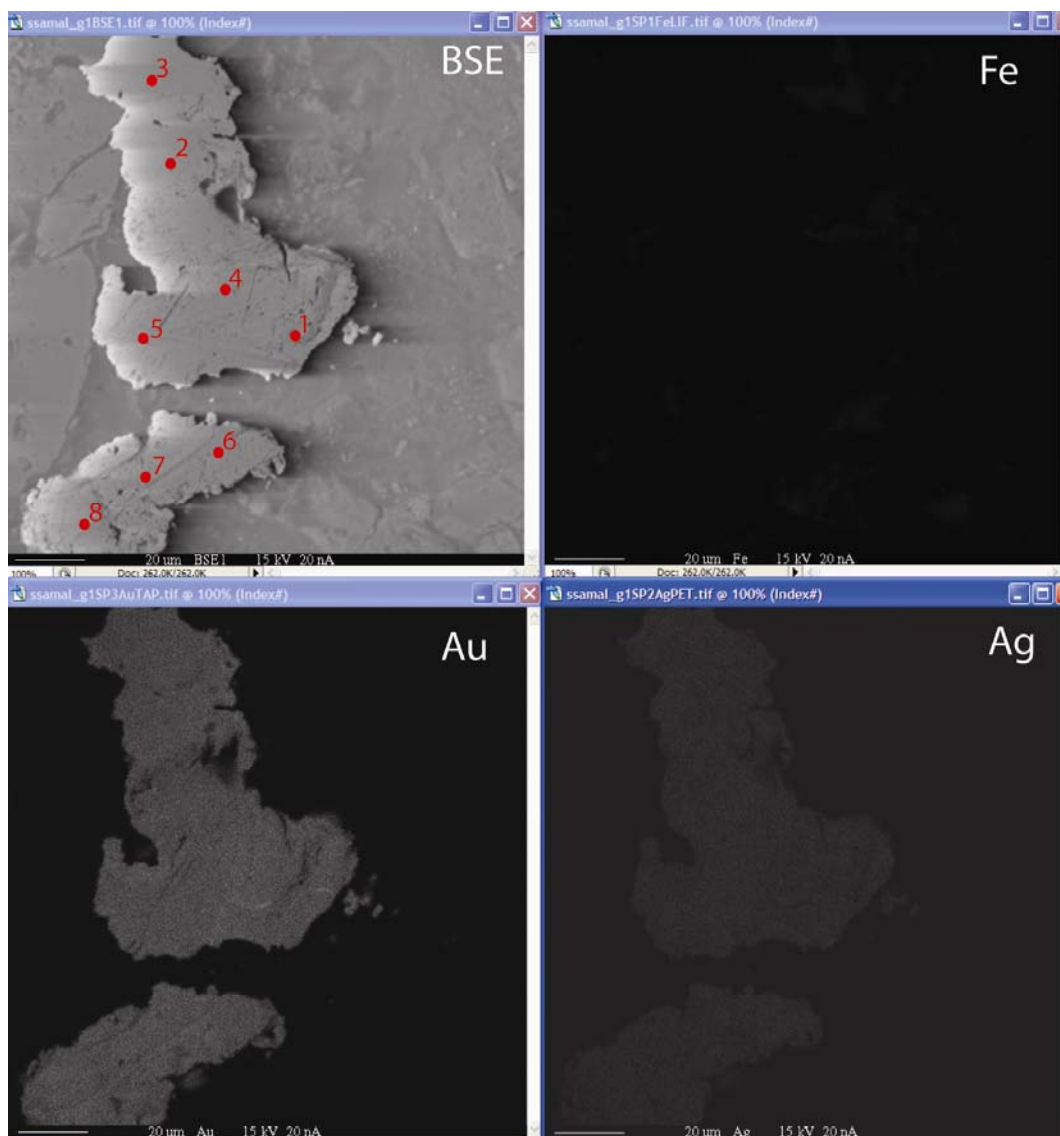 ssamal_g1BSE1.tif @ 100% (Index#)
BSE
3
2
4
5
1
6
7
8
20 um BSE1 15 kV 20 nA
100% Doc: 262.0K/262.0K
ssamal_g1SP1FeLIF.tif @ 100% (Index#)
Fe
20 um Fe 15 kV 20 nA
100% Doc: 262.0K/262.0K
ssamal_g1SP3AuTAP.tif @ 100% (Index#)
Au
20 um Au 15 kV 20 nA
ssamal_g1SP2AgPET.tif @ 100% (Index#)
Ag
20 um Ag 15 kV 20 nA